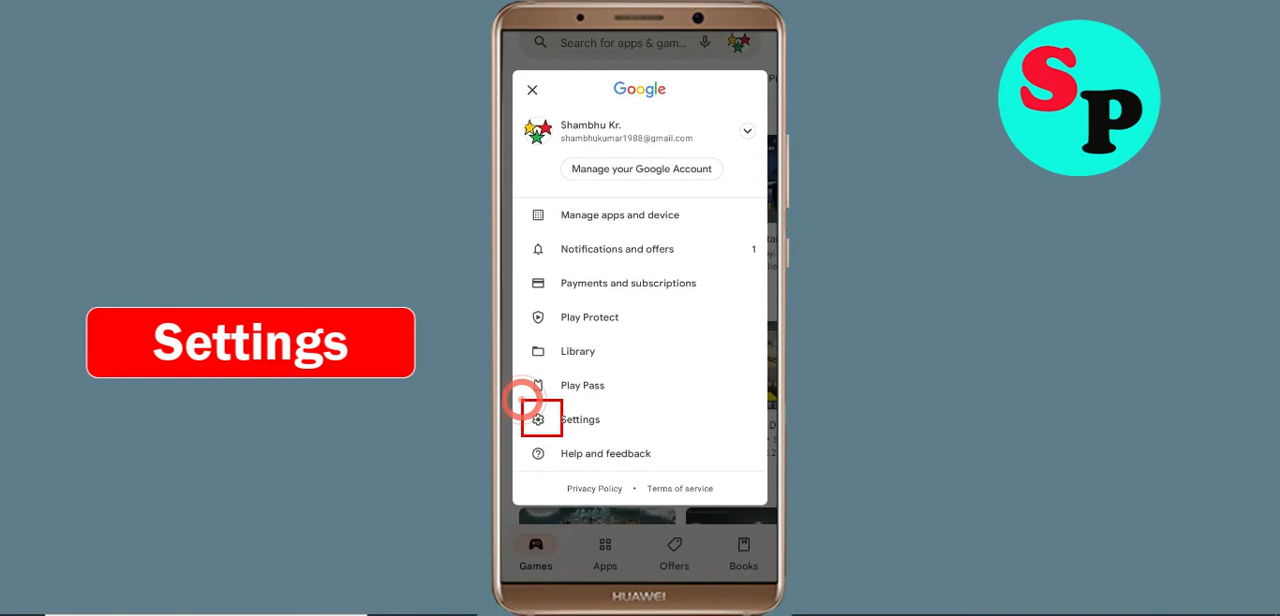 Search for apps & gam...
Google
Shambhu Kr.
shambhukumar1988@gmail.com
Manage your Google Account
Manage apps and device
Notifications and offers 1
Payments and subscriptions
Play Protect
Library
Play Pass
Settings
Help and feedback
Privacy Policy • Terms of service
Games Apps Offers Books
HUAWEI
Settings
SP